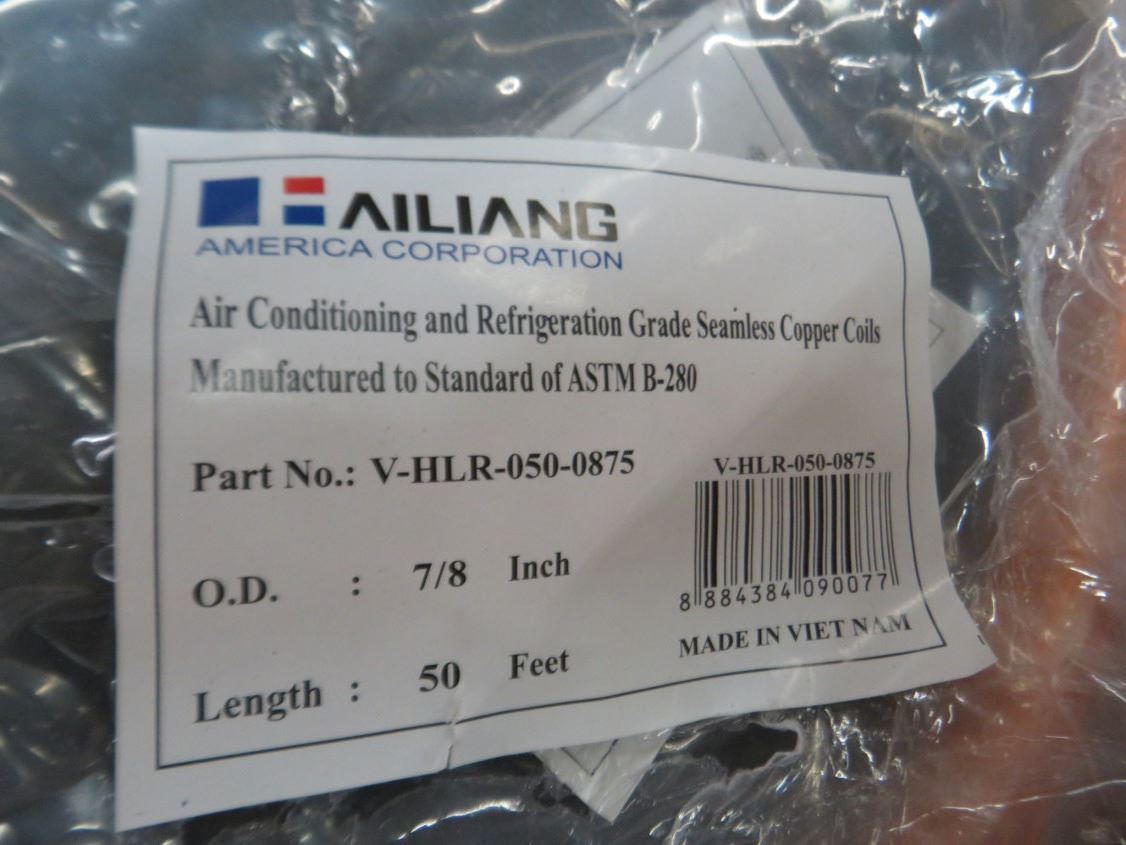 HAILIANG
AMERICA CORPORATION
Air Conditioning and Refrigeration Grade Seamless Copper Coils
Manufactured to Standard of ASTM B-280
Part No.: V-HLR-050-0875
V-HLR-050-0875
O.D. : 7/8 Inch
8 884384 090077
MADE IN VIET NAM
Length : 50 Feet